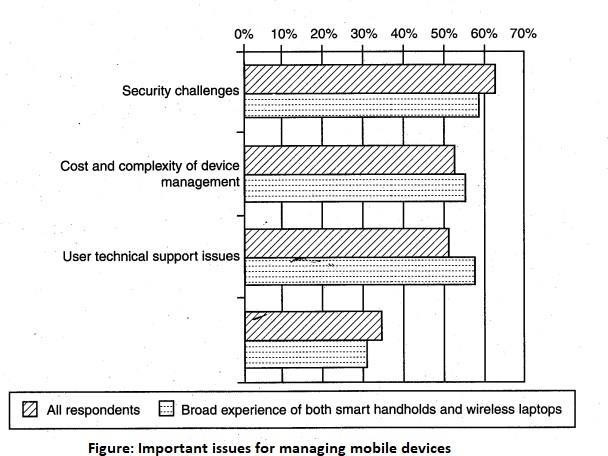 0% 10% 20% 30% 40% 50% 60% 70%
Security challenges
Cost and complexity of device
management
User technical support issues
All respondents
Broad experience of both smart handholds and wireless laptops
Figure: Important issues for managing mobile devices